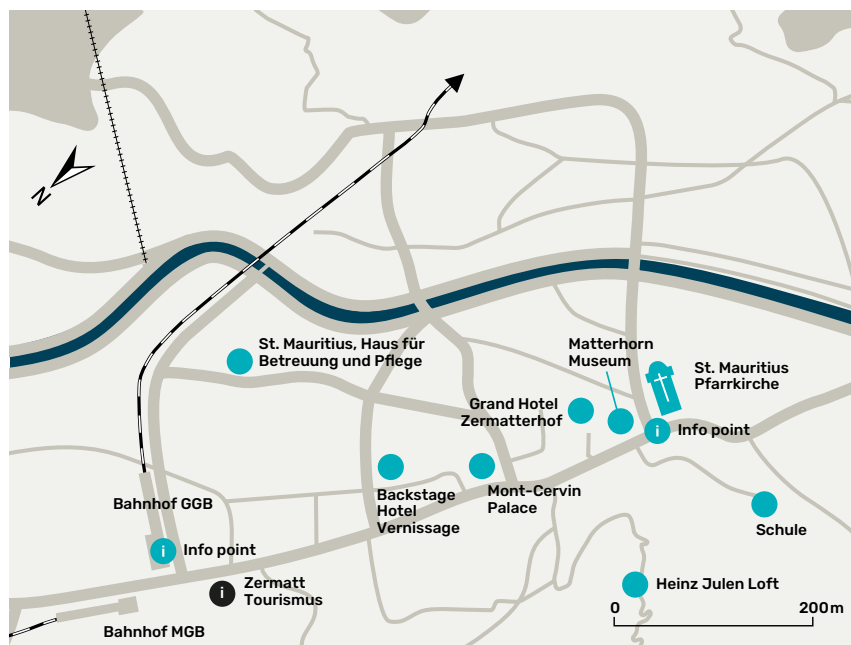 N
St. Mauritius, Haus für
Betreuung und Pflege
Matterhorn
Museum
St. Mauritius
Pfarrkirche
Grand Hotel
Zermatterhof
i Info point
Backstage
Hotel
Vernissage
Mont-Cervin
Palace
Bahnhof GGB
Schule
i Info point
i Zermatt
Tourismus
Heinz Julen Loft
0 200 m
Bahnhof MGB